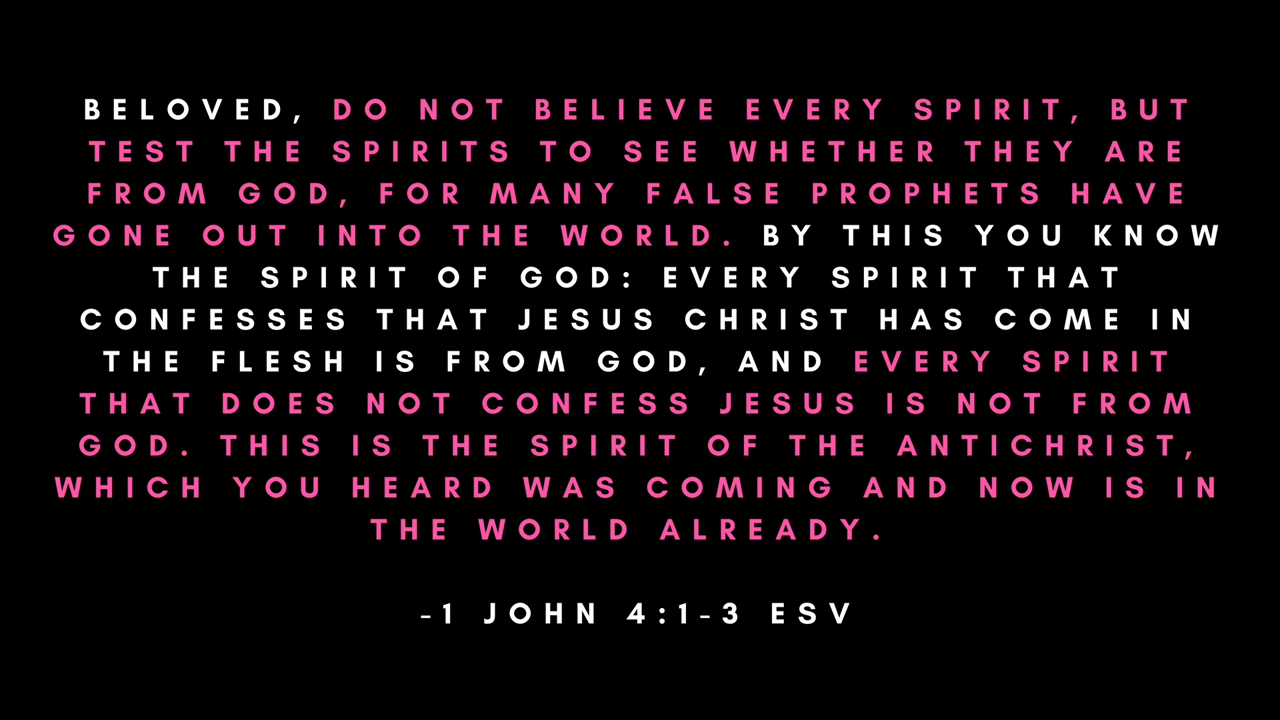 BELOVED, DO NOT BELIEVE EVERY SPIRIT, BUT
TEST THE SPIRITS TO SEE WHETHER THEY ARE
FROM GOD, FOR MANY FALSE PROPHETS HAVE
GONE OUT INTO THE WORLD. BY THIS YOU KNOW
THE SPIRIT OF GOD: EVERY SPIRIT THAT
CONFESSES THAT JESUS CHRIST HAS COME IN
THE FLESH IS FROM GOD, AND EVERY SPIRIT
THAT DOES NOT CONFESS JESUS IS NOT FROM
GOD. THIS IS THE SPIRIT OF THE ANTICHRIST,
WHICH YOU HEARD WAS COMING AND NOW IS IN
THE WORLD ALREADY.
-1 JOHN 4:1-3 ESV